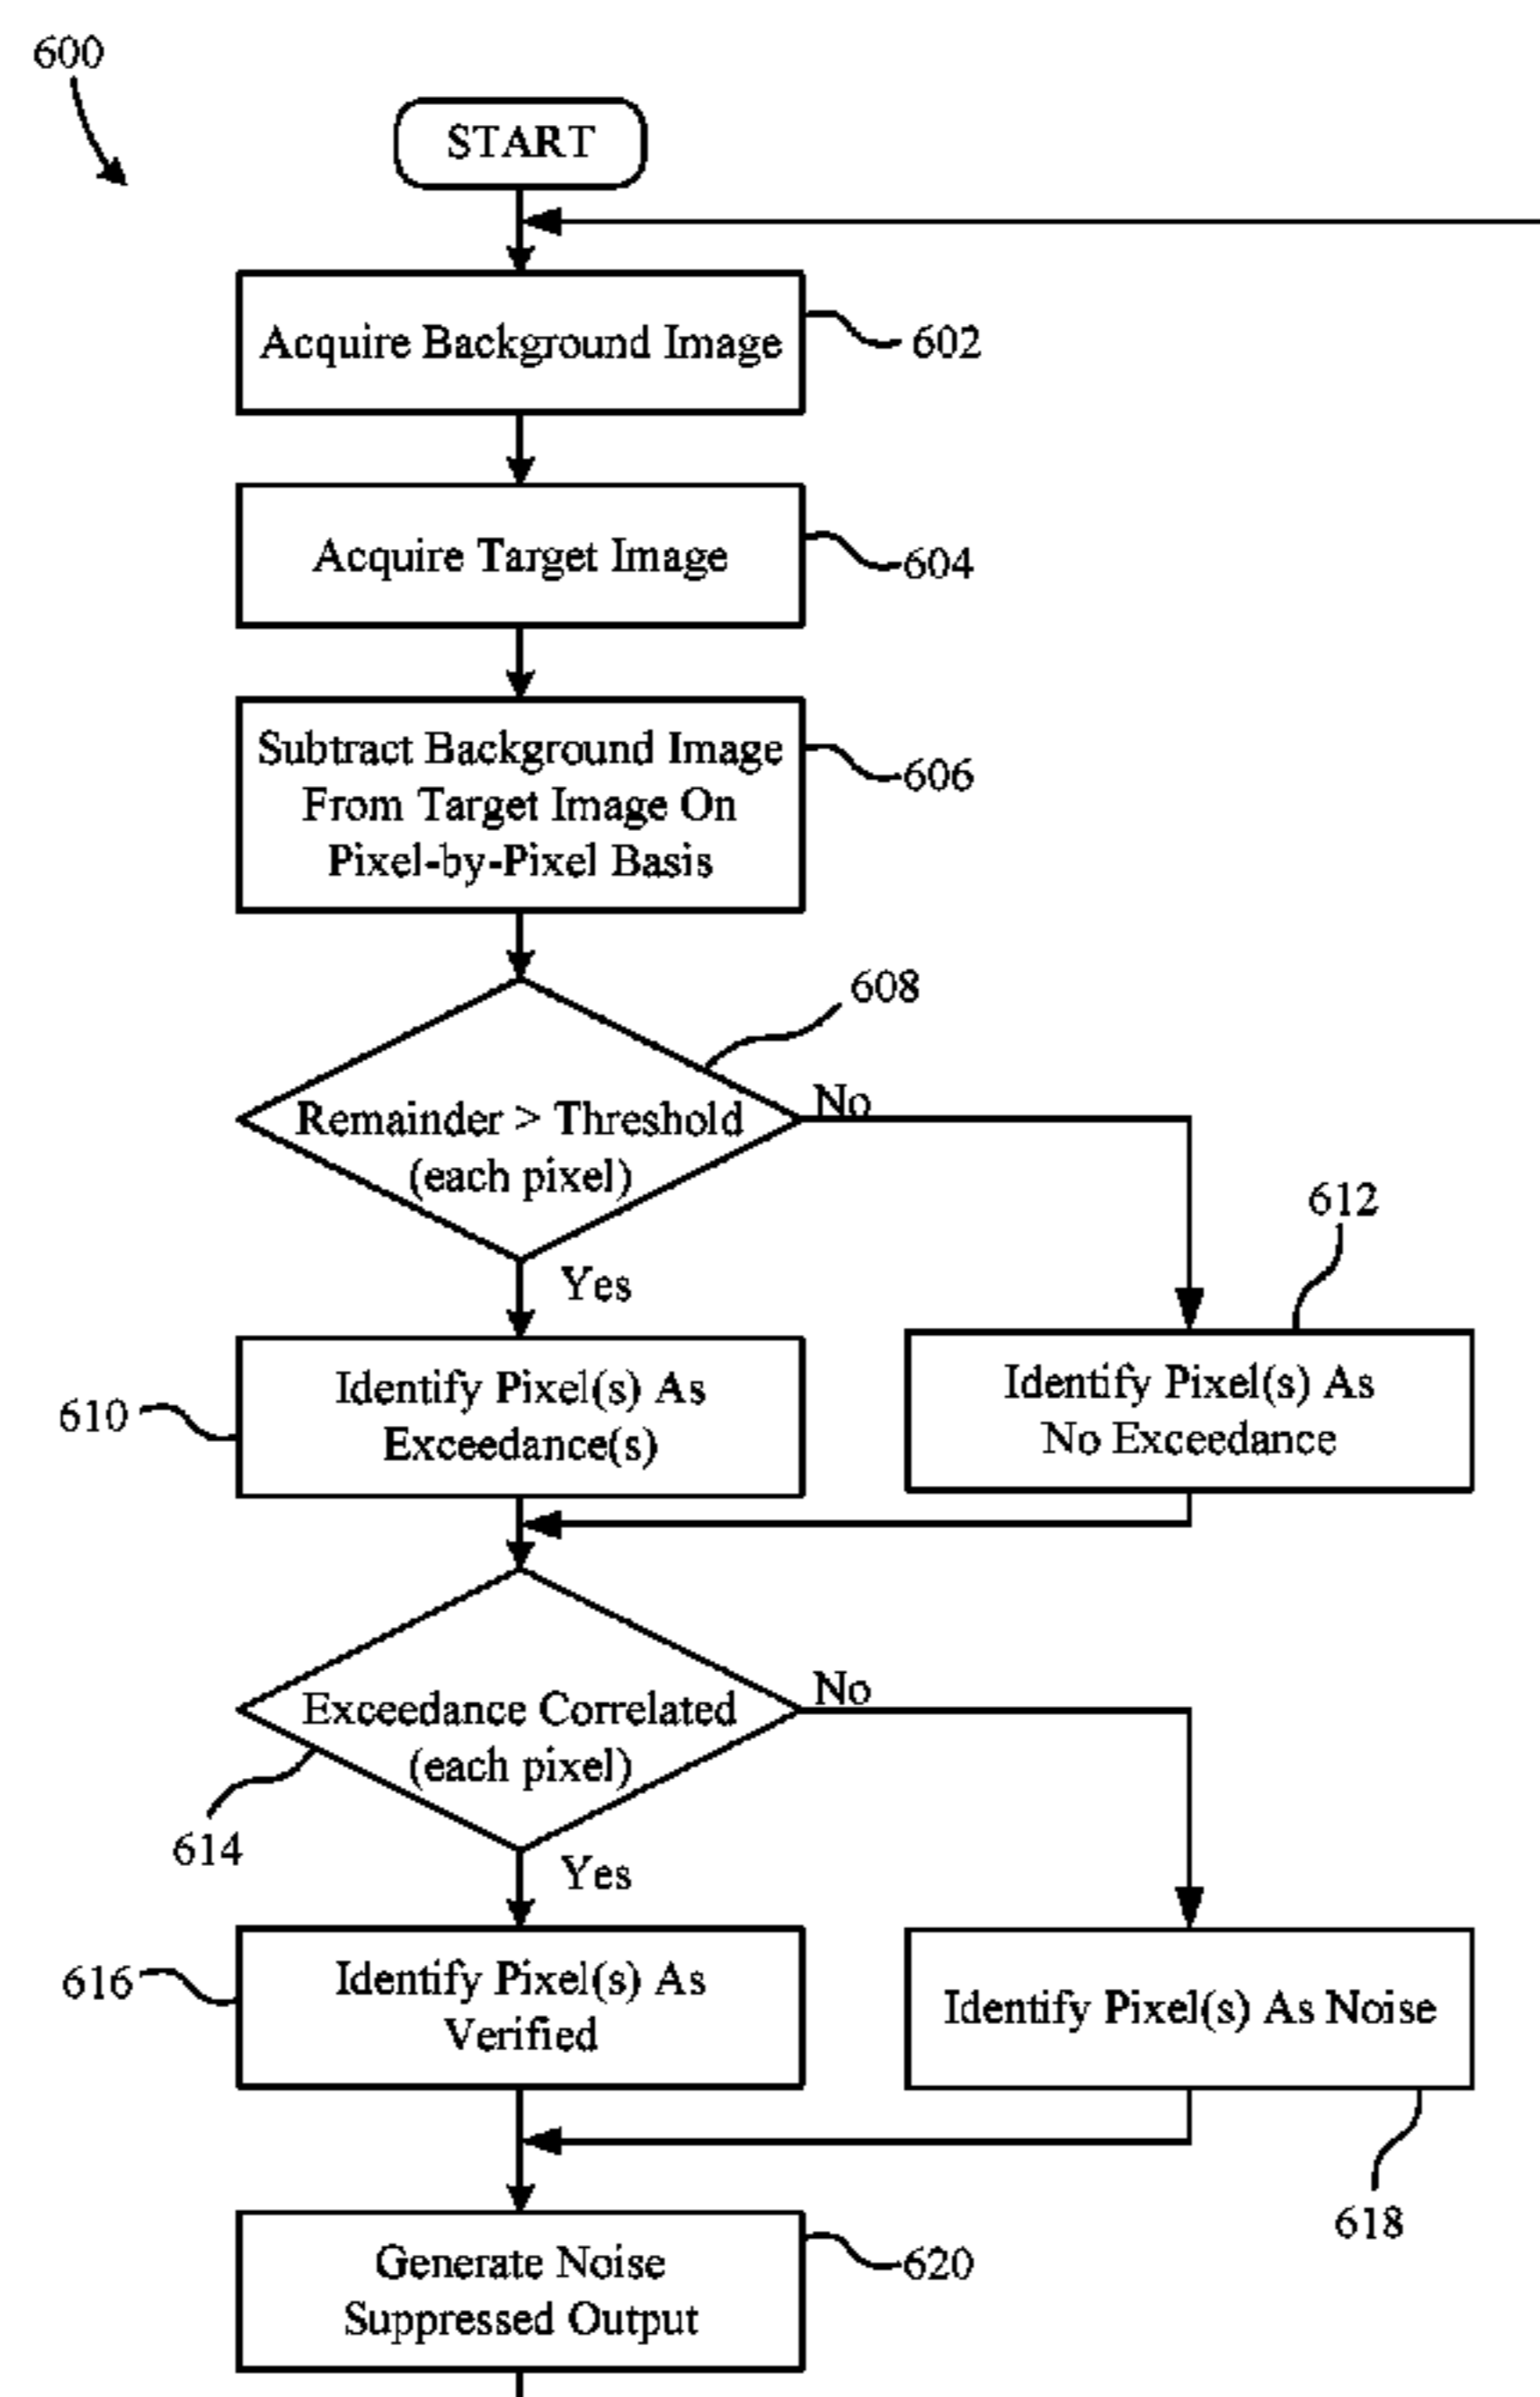 600
START
Acquire Background Image
602
Acquire Target Image
604
Subtract Background Image
From Target Image On
Pixel-by-Pixel Basis
606
608
Remainder > Threshold
(each pixel)
No
Yes
612
610
Identify Pixel(s) As
Exceedance(s)
Identify Pixel(s) As
No Exceedance
Exceedance Correlated
(each pixel)
No
614
Yes
616
Identify Pixel(s) As
Verified
Identify Pixel(s) As Noise
618
Generate Noise
Suppressed Output
620